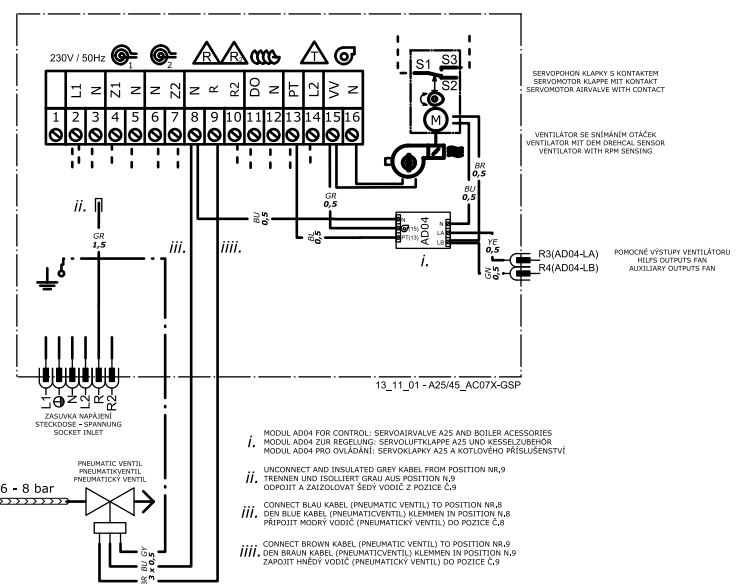 230V / 50Hz
1
2
R
R2
T
L1
N
Z1
N
N
Z2
N
R
R2
DO
N
PT
L2
VV
N
1
2
3
4
5
6
7
8
9
10
11
12
13
14
15
16
S1
S3
S2
M
SERVOPOHON KLAPKY S KONTAKTEM
SERVOMOTOR KLAPPE MIT KONTAKT
SERVOMOTOR AIRVALVE WITH CONTACT
VENTILÁTOR SE SNÍMÁNÍM OTÁČEK
VENTILATOR MIT DEM DREHCAL SENSOR
VENTILATOR WITH RPM SENSING
BR
0,5
BU
0,5
GR
0,5
BU
0,5
BL
0,5
N
(15)
PT(13)
AD04
N
LA
LB
i.
YE
0,5
GN
0,5
R3(AD04-LA)
R4(AD04-LB)
POMOCNÉ VÝSTUPY VENTILÁTORU
HILFS OUTPUTS FAN
AUXILIARY OUTPUTS FAN
ii.
GR
1,5
iii.
iiii.
L1
N
L2
R
R2
ZASUVKA NAPÁJENÍ
STECKDOSE - SPANNUNG
SOCKET INLET
13_11_01 - A25/45_AC07X-GSP
PNEUMATIC VENTIL
PNEUMATIKVENTIL
PNEUMATICKÝ VENTIL
6 - 8 bar
BR BU GY
3 x 0,5
i. MODUL AD04 FOR CONTROL: SERVOAIRVALVE A25 AND BOILER ACESSORIES
MODUL AD04 ZUR REGELUNG: SERVOLUFTKLAPPE A25 UND KESSELZUBEHÖR
MODUL AD04 PRO OVLÁDÁNÍ: SERVOKLAPKY A25 A KOTLOVÉHO PŘÍSLUŠENSTVÍ
ii. UNCONNECT AND INSULATED GREY KABEL FROM POSITION NR.9
TRENNEN UND ISOLLIERT GRAU AUS POSITION N.9
ODPOJIT A ZAIZOLOVAT ŠEDÝ VODIČ Z POZICE Č.9
iii. CONNECT BLAU KABEL (PNEUMATIC VENTIL) TO POSITION NR.8
DEN BLUE KABEL (PNEUMATICVENTIL) KLEMMEN IN POSITION N.8
PŘIPOJIT MODRÝ VODIČ (PNEUMATICKÝ VENTIL) DO POZICE Č.8
iiii. CONNECT BROWN KABEL (PNEUMATIC VENTIL) TO POSITION NR.9
DEN BRAUN KABEL (PNEUMATICVENTIL) KLEMMEN IN POSITION N.9
ZAPOJIT HNĚDÝ VODIČ (PNEUMATICKÝ VENTIL) DO POZICE Č.9